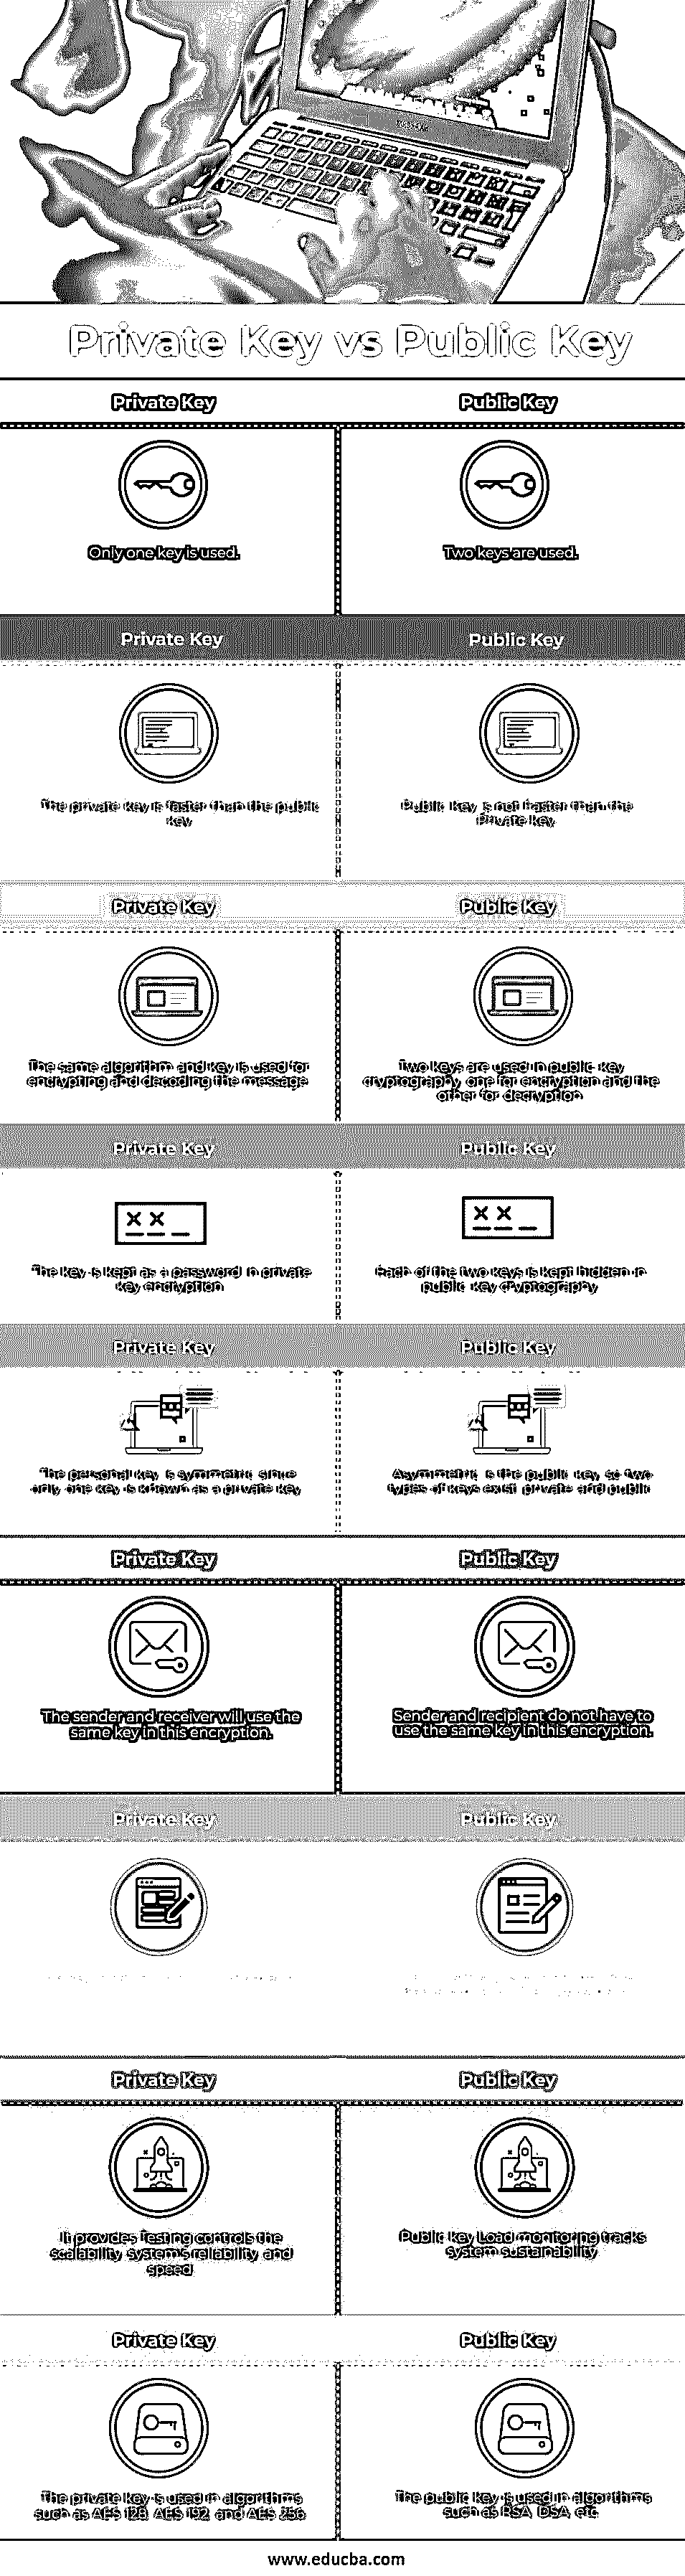 Private Key vs Public Key
Private Key
Public Key
Only one key is used.
Two keys are used.
Private Key
Public Key
The private key is faster than the public
key
Public Key is not Faster than the
Private key
Private Key
Public Key
The same algorithm and key is used for
encrypting and decoding the message
Two keys are used in public-key
cryptography, one for encryption and the
other for decryption
Private Key
Public Key
The key is kept as a password in private
key encryption
Each of the two keys is kept hidden in
public key cryptography
Private Key
Public Key
The personal key is symmetric since
only one key is known as a private key
Asymmetric is the public key, so two
types of keys exist: private and public
Private Key
Public Key
The sender and receiver will use the
same key in this encryption.
Sender and recipient do not have to
use the same key in this encryption.
Private Key
Public Key
Private Key
Public Key
It provides Testing controls the
scalability system's reliability and
speed
Public key Load monitoring tracks
system sustainability
Private Key
Public Key
The private key is used in algorithms
such as AES 128, AES 192 and AES 256
The public key is used in algorithms
such as RSA, DSA, etc
www.educba.com